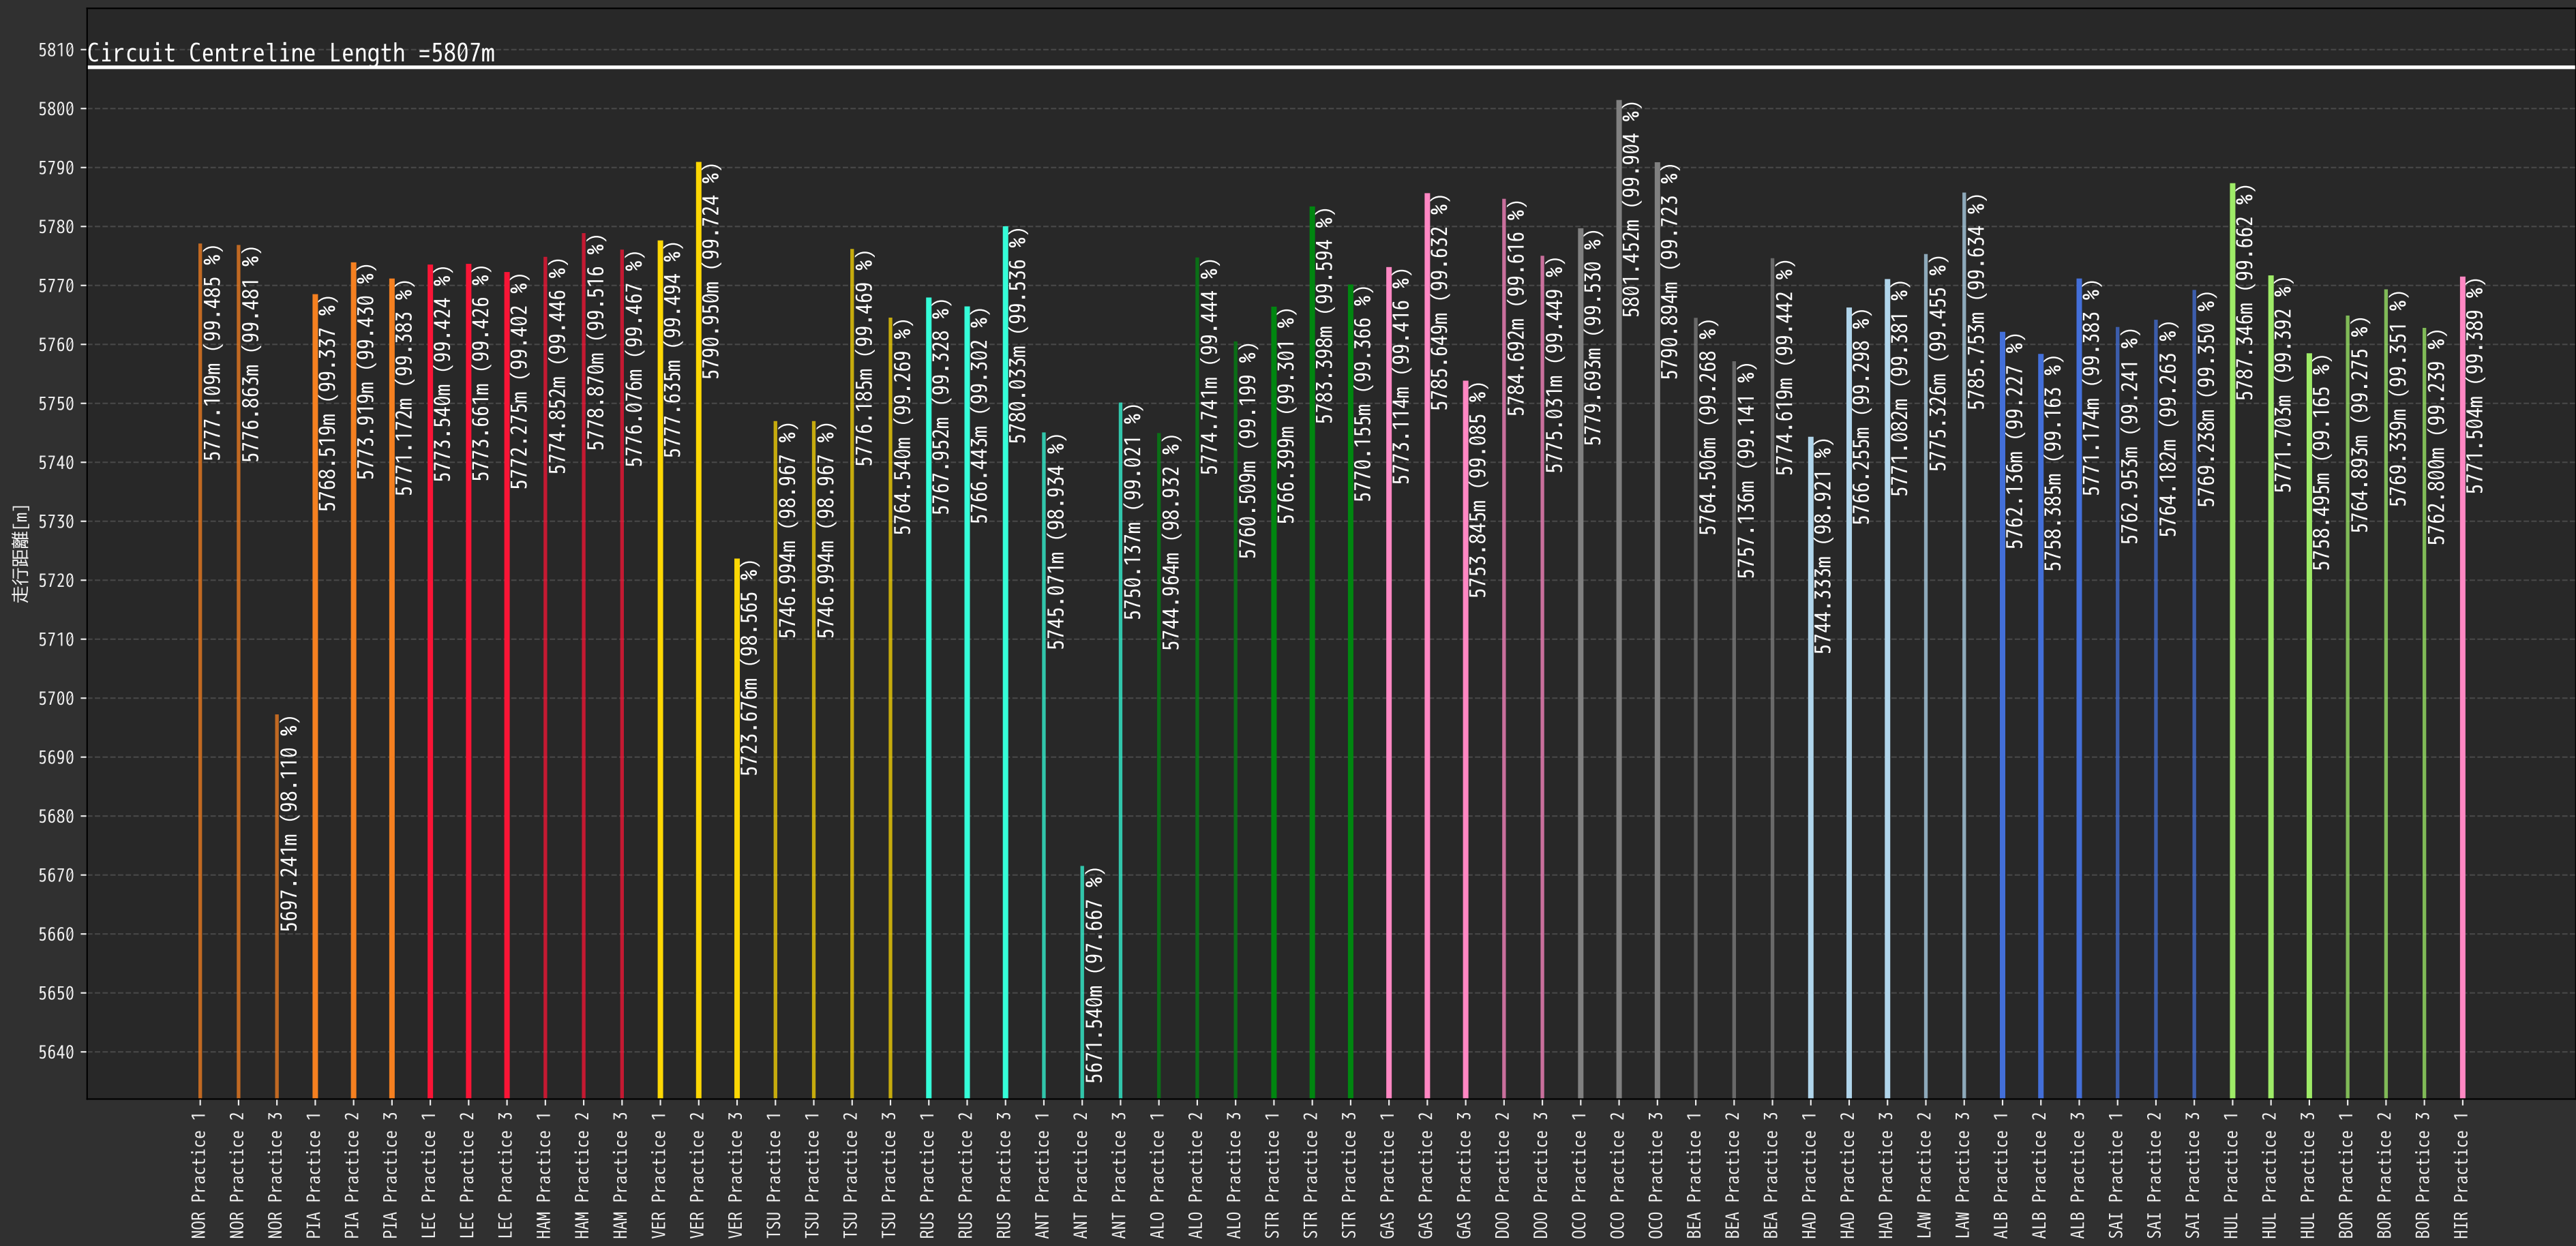 Circuit Centreline Length =5807m
5810
5800
5790
5780
5770
5760
5750
5740
5730
5720
5710
5700
5690
5680
5670
5660
5650
5640
走行距離[m]
5777.109m (99.485 %)
5776.863m (99.481 %)
5697.241m (98.110 %)
5768.519m (99.337 %)
5773.919m (99.430 %)
5771.172m (99.383 %)
5773.540m (99.424 %)
5773.661m (99.426 %)
5772.275m (99.402 %)
5774.852m (99.446 %)
5778.870m (99.516 %)
5776.076m (99.467 %)
5777.635m (99.494 %)
5790.950m (99.724 %)
5723.676m (98.565 %)
5746.994m (98.967 %)
5746.994m (98.967 %)
5776.185m (99.469 %)
5764.540m (99.269 %)
5767.952m (99.328 %)
5766.443m (99.302 %)
5780.033m (99.536 %)
5745.071m (98.934 %)
5671.540m (97.667 %)
5750.137m (99.021 %)
5744.964m (98.932 %)
5774.741m (99.444 %)
5760.509m (99.199 %)
5766.399m (99.301 %)
5783.398m (99.594 %)
5770.155m (99.366 %)
5773.114m (99.416 %)
5785.649m (99.632 %)
5753.845m (99.085 %)
5784.692m (99.616 %)
5775.031m (99.449 %)
5779.693m (99.530 %)
5801.452m (99.904 %)
5790.894m (99.723 %)
5764.506m (99.268 %)
5757.136m (99.141 %)
5774.619m (99.442 %)
5744.333m (98.921 %)
5766.255m (99.298 %)
5771.082m (99.381 %)
5775.326m (99.455 %)
5785.753m (99.634 %)
5762.136m (99.227 %)
5758.385m (99.163 %)
5771.174m (99.383 %)
5762.953m (99.241 %)
5764.182m (99.263 %)
5769.238m (99.350 %)
5787.346m (99.662 %)
5771.703m (99.392 %)
5758.495m (99.165 %)
5764.893m (99.275 %)
5769.339m (99.351 %)
5762.800m (99.239 %)
5771.504m (99.389 %)
NOR Practice 1
NOR Practice 2
NOR Practice 3
PIA Practice 1
PIA Practice 2
PIA Practice 3
LEC Practice 1
LEC Practice 2
LEC Practice 3
HAM Practice 1
HAM Practice 2
HAM Practice 3
VER Practice 1
VER Practice 2
VER Practice 3
TSU Practice 1
TSU Practice 1
TSU Practice 2
TSU Practice 3
RUS Practice 1
RUS Practice 2
RUS Practice 3
ANT Practice 1
ANT Practice 2
ANT Practice 3
ALO Practice 1
ALO Practice 2
ALO Practice 3
STR Practice 1
STR Practice 2
STR Practice 3
GAS Practice 1
GAS Practice 2
GAS Practice 3
DOO Practice 2
DOO Practice 3
OCO Practice 1
OCO Practice 2
OCO Practice 3
BEA Practice 1
BEA Practice 2
BEA Practice 3
HAD Practice 1
HAD Practice 2
HAD Practice 3
LAW Practice 2
LAW Practice 3
ALB Practice 1
ALB Practice 2
ALB Practice 3
SAI Practice 1
SAI Practice 2
SAI Practice 3
HUL Practice 1
HUL Practice 2
HUL Practice 3
BOR Practice 1
BOR Practice 2
BOR Practice 3
HIR Practice 1